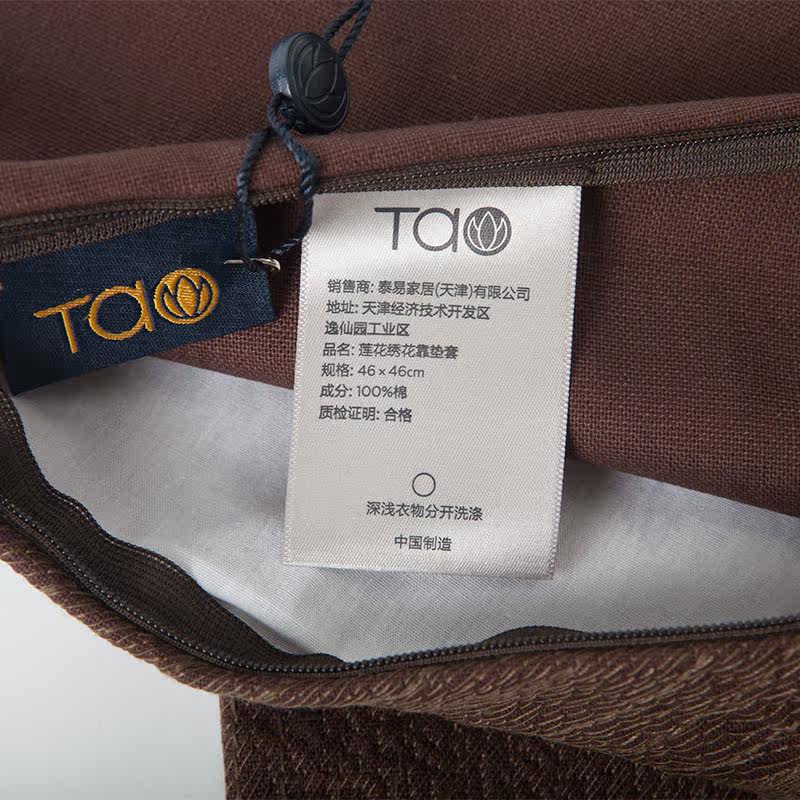 Tao
Tao
销售商: 泰易家居(天津)有限公司
地址: 天津经济技术开发区
逸仙园工业区
品名: 莲花绣花靠垫套
规格: 46 × 46cm
成分: 100%棉
质检证明: 合格
深浅衣物分开洗涤
中国制造